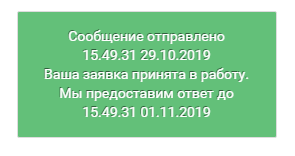 Сообщение отправлено
15.49.31 29.10.2019
Ваша заявка принята в работу.
Мы предоставим ответ до
15.49.31 01.11.2019